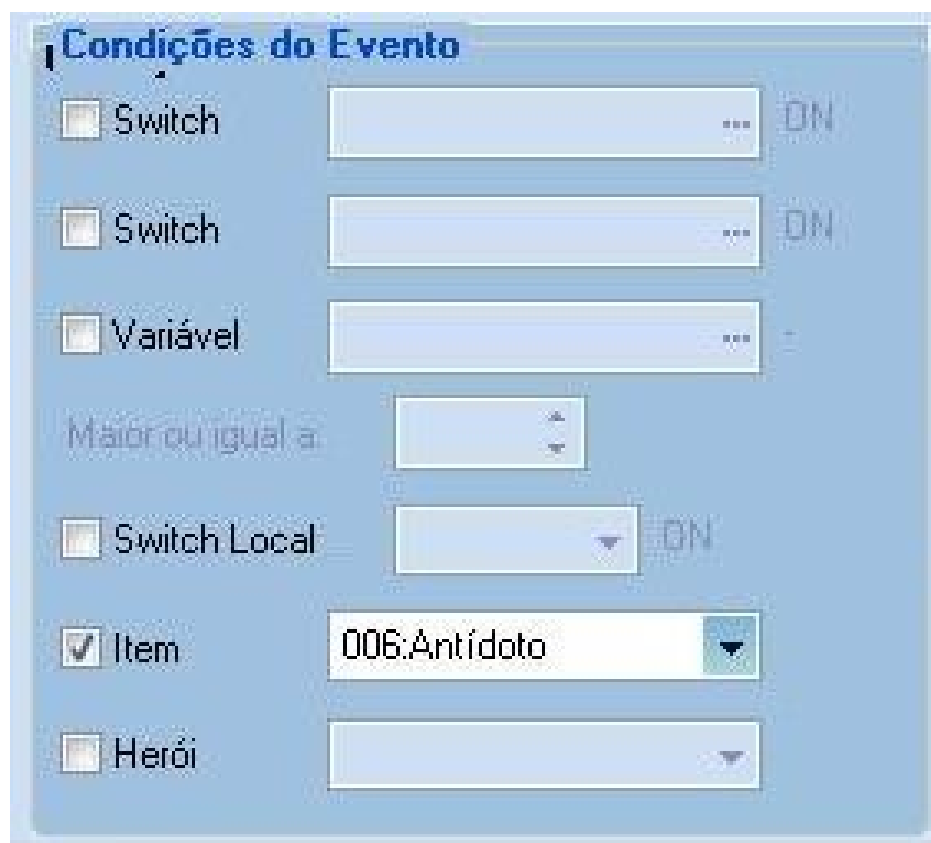 Condições do Evento
Switch ... ON
Switch ... ON
Variável ... -
Maior ou igual a
Switch Local ON
Item 006:Antídoto
Herói